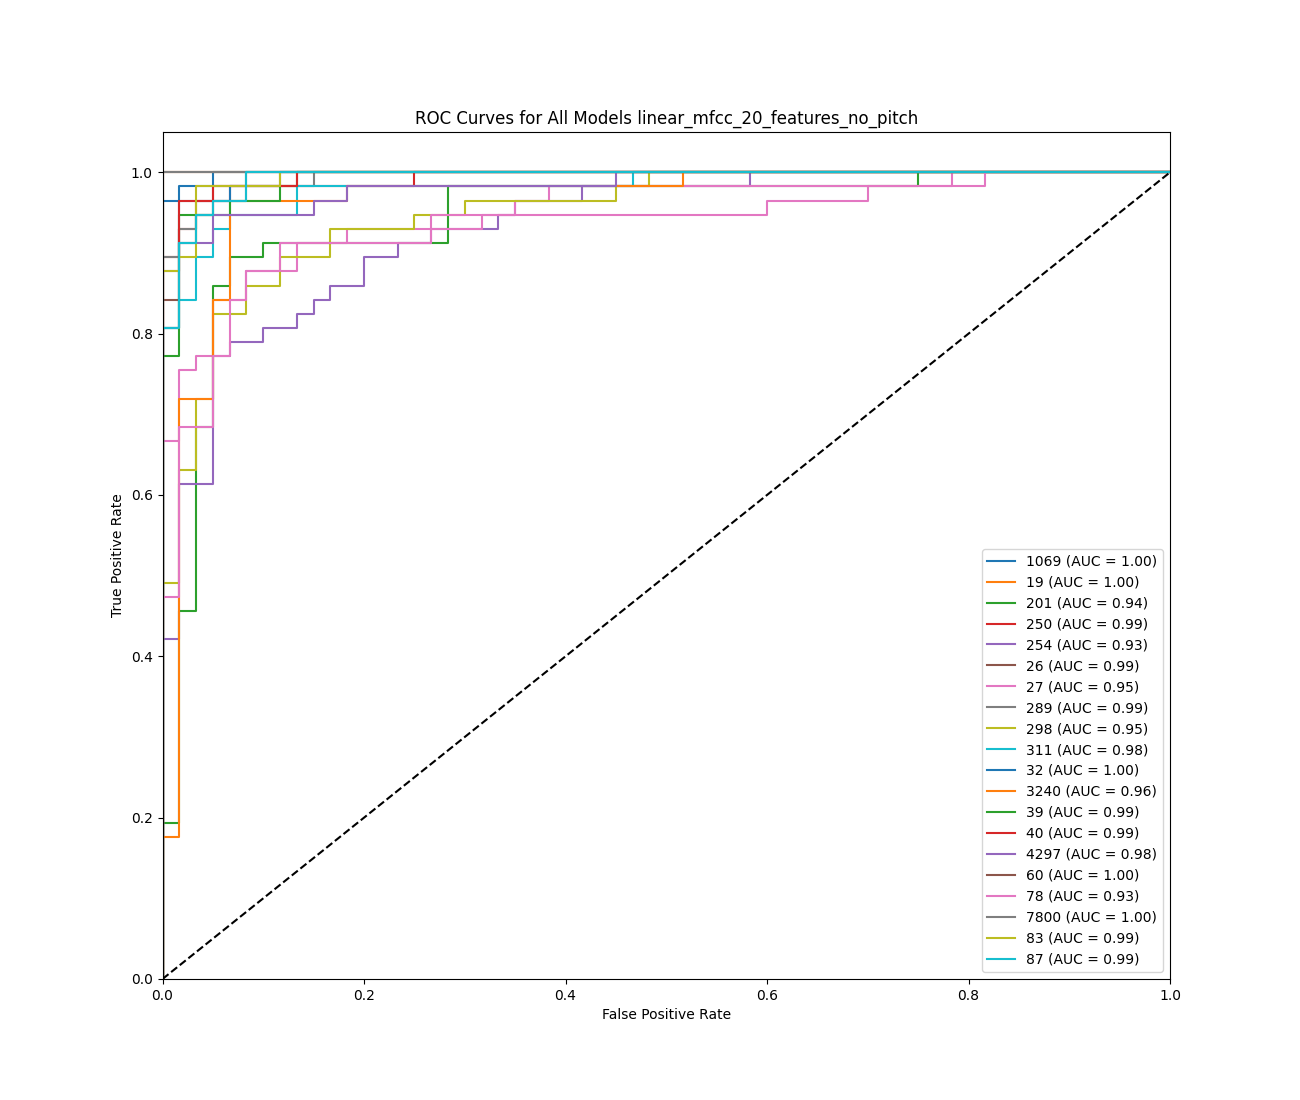 ROC Curves for All Models linear_mfcc_20_features_no_pitch
True Positive Rate
1.0
0.8
0.6
0.4
0.2
0.0
0.0 0.2 0.4 0.6 0.8 1.0
False Positive Rate
1069 (AUC = 1.00)
19 (AUC = 1.00)
201 (AUC = 0.94)
250 (AUC = 0.99)
254 (AUC = 0.93)
26 (AUC = 0.99)
27 (AUC = 0.95)
289 (AUC = 0.99)
298 (AUC = 0.95)
311 (AUC = 0.98)
32 (AUC = 1.00)
3240 (AUC = 0.96)
39 (AUC = 0.99)
40 (AUC = 0.99)
4297 (AUC = 0.98)
60 (AUC = 1.00)
78 (AUC = 0.93)
7800 (AUC = 1.00)
83 (AUC = 0.99)
87 (AUC = 0.99)